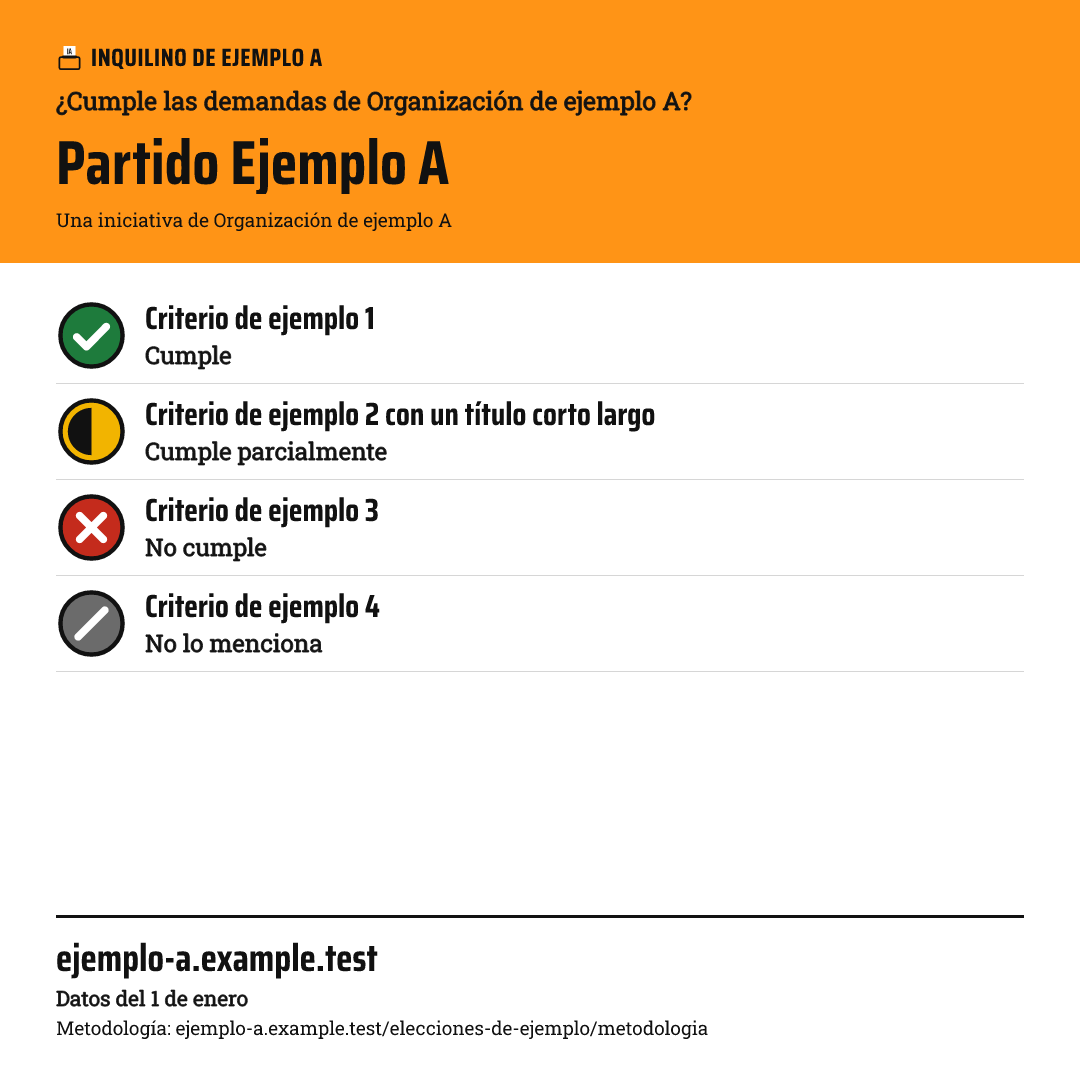 IA
INQUILINO DE EJEMPLO A
¿Cumple las demandas de Organización de ejemplo A?
Partido Ejemplo A
Una iniciativa de Organización de ejemplo A
Criterio de ejemplo 1
Cumple
Criterio de ejemplo 2 con un título corto largo
Cumple parcialmente
Criterio de ejemplo 3
No cumple
Criterio de ejemplo 4
No lo menciona
ejemplo-a.example.test
Datos del 1 de enero
Metodología: ejemplo-a.example.test/elecciones-de-ejemplo/metodologia